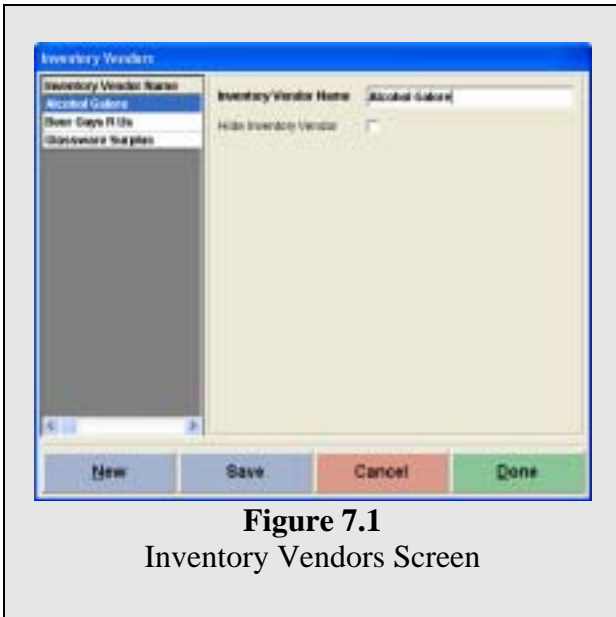 Inventory Vendors
Inventory Vendor Name
Alcohol Galore
Beer Guys R Us
Glassware Surplus
Inventory Vendor Name Alcohol Galore
Hide Inventory Vendor
New Save Cancel Done
Figure 7.1
Inventory Vendors Screen